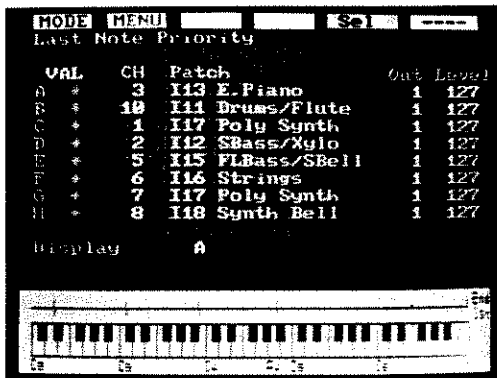 MODE MENU Sel ----
Last Note Priority
VAL CH Patch Out Level
A * 3 I13 E.Piano 1 127
B * 10 I11 Drums/Flute 1 127
C * 1 I17 Poly Synth 1 127
D * 2 I12 SBass/Xylo 1 127
E * 5 I15 FLBass/SBell 1 127
F * 6 I16 Strings 1 127
G * 7 I17 Poly Synth 1 127
H * 8 I18 Synth Bell 1 127
Display A